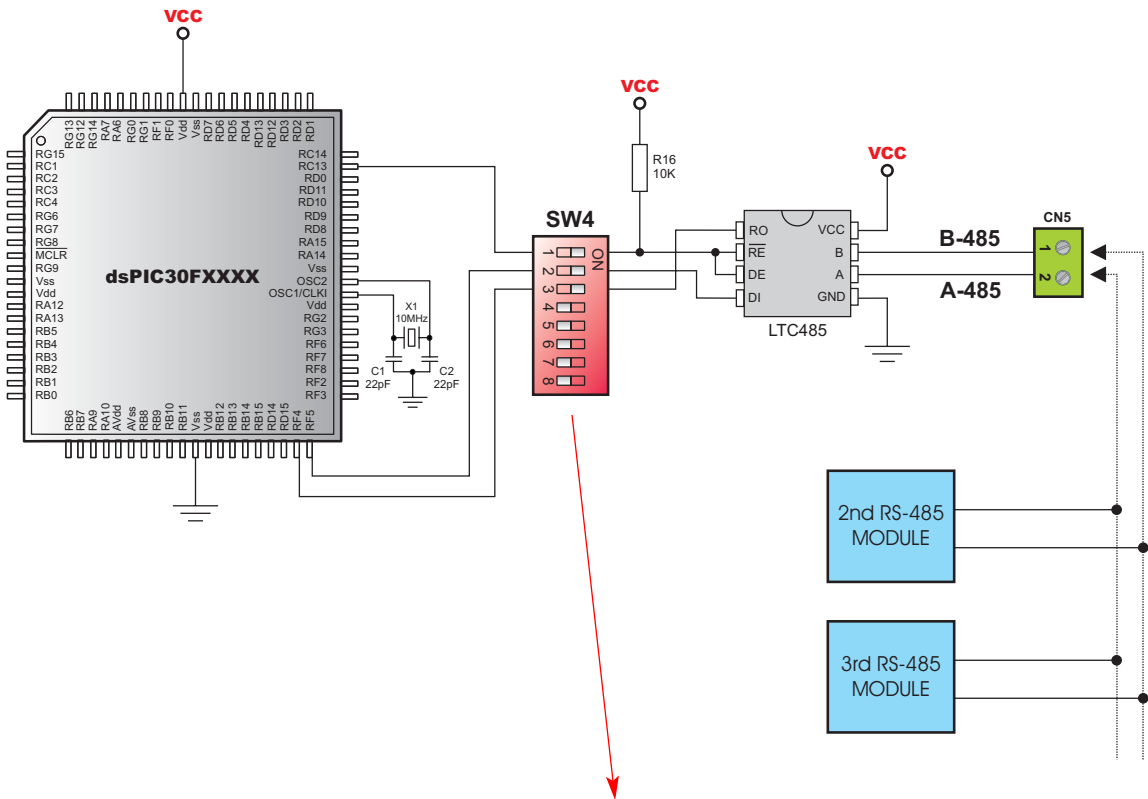 VCC
RG13
RG12
RG14
RA7
RA6
RG0
RG1
RF1
RF0
Vdd
Vss
RD7
RD6
RD5
RD4
RD13
RD12
RD3
RD2
RD1
RG15
RC1
RC2
RC3
RC4
RG6
RG7
RG8
MCLR
RG9
Vss
Vdd
RA12
RA13
RB5
RB4
RB3
RB2
RB1
RB0
dsPIC30FXXXX
RC14
RC13
RD0
RD11
RD10
RD9
RD8
RA15
RA14
Vss
OSC2
OSC1/CLKI
Vdd
RG2
RG3
RF6
RF7
RF8
RF2
RF3
RB6
RB7
RA9
RA10
AVdd
AVss
RB8
RB9
RB10
RB11
Vss
Vdd
RB12
RB13
RB14
RB15
RD14
RD15
RF4
RF5
X1
10MHz
C1
22pF
C2
22pF
SW4
ON
1
2
3
4
5
6
7
8
VCC
R16
10K
VCC
RO
RE
DE
DI
VCC
B
A
GND
LTC485
B-485
A-485
CN5
1
2
2nd RS-485
MODULE
3rd RS-485
MODULE